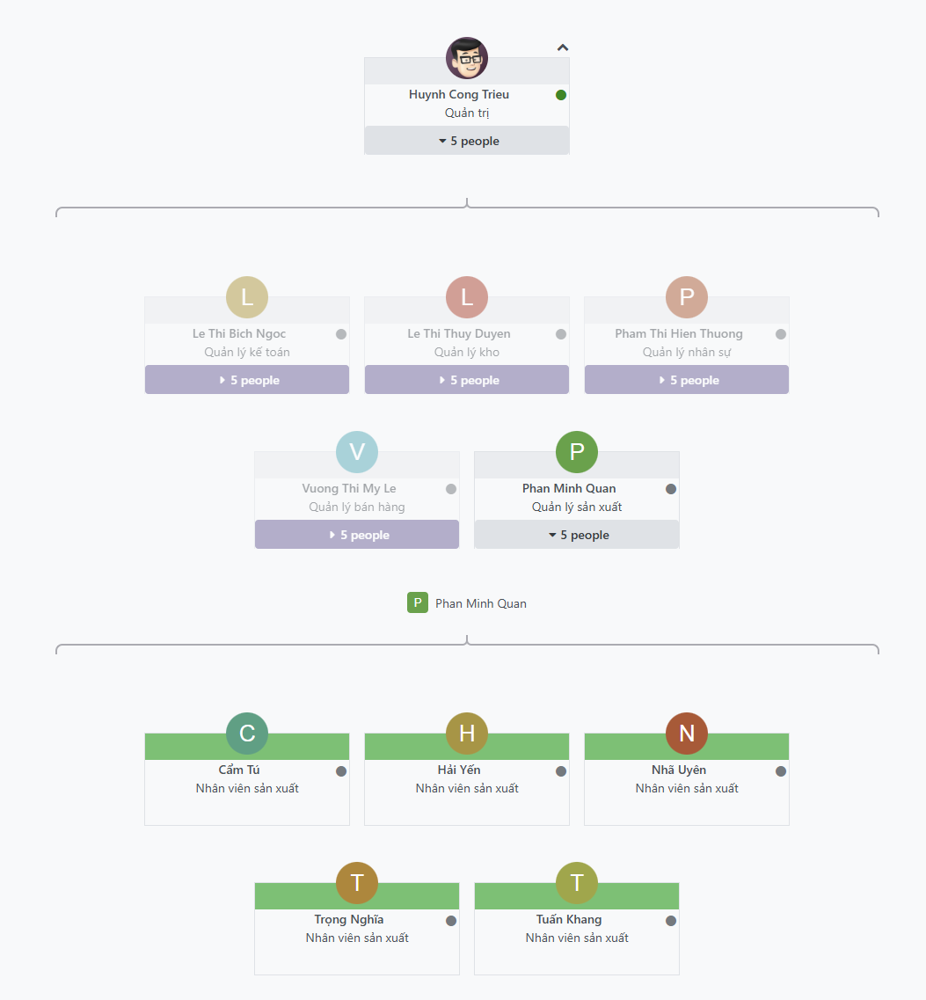 Huynh Cong Trieu
Quản trị
5 people
L
L
P
Le Thi Bich Ngoc
Quản lý kế toán
5 people
Le Thi Thuy Duyen
Quản lý kho
5 people
Pham Thi Hien Thuong
Quản lý nhân sự
5 people
V
Vuong Thi My Le
Quản lý bán hàng
5 people
P
Phan Minh Quan
Quản lý sản xuất
5 people
P Phan Minh Quan
C
Cẩm Tú
Nhân viên sản xuất
H
Hải Yến
Nhân viên sản xuất
N
Nhã Uyên
Nhân viên sản xuất
T
Trọng Nghĩa
Nhân viên sản xuất
T
Tuấn Khang
Nhân viên sản xuất